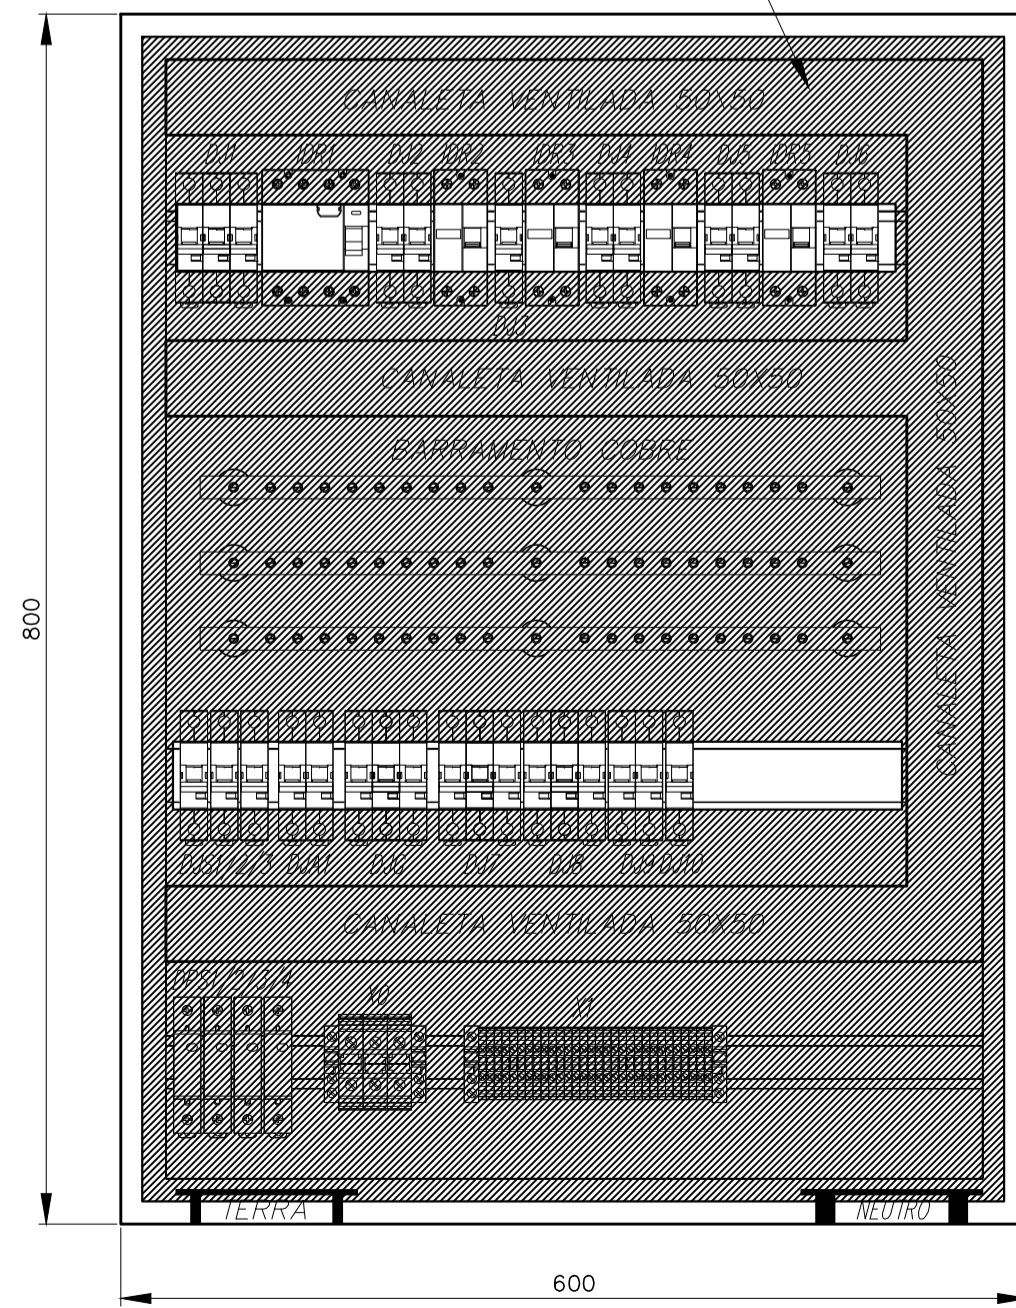 CANALETA VENTILADA 50X50
DJ1 IDR1 DJ2 IDR2 IDR3 DJ4 IDR4 DJ5 IDR5 DJ6
DJ3
CANALETA VENTILADA 50X50
CANALETA VENTILADA 50X50
BARRAMENTO COBRE
800
DJS1/2/3 DJA1 DJ6 DJ7 DJ8 DJ9 DJ10
CANALETA VENTILADA 50X50
DPS1/2/3/4
X0
X1
TERRA
NEUTRO
600